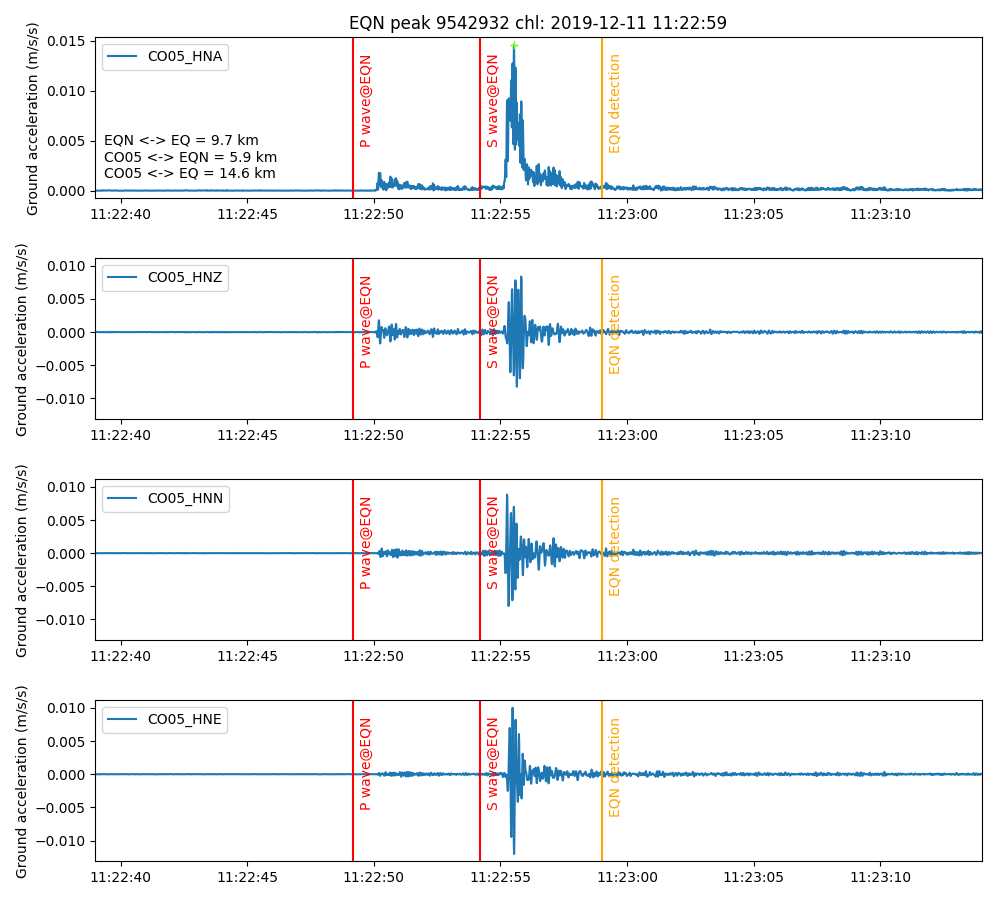 EQN peak 9542932 chl: 2019-12-11 11:22:59
Ground acceleration (m/s/s)
0.015
0.010
0.005
0.000
CO05_HNA
P wave@EQN
S wave@EQN
EQN detection
EQN <-> EQ = 9.7 km
CO05 <-> EQN = 5.9 km
CO05 <-> EQ = 14.6 km
11:22:40 11:22:45 11:22:50 11:22:55 11:23:00 11:23:05 11:23:10
Ground acceleration (m/s/s)
0.010
0.005
0.000
−0.005
−0.010
CO05_HNZ
P wave@EQN
S wave@EQN
EQN detection
11:22:40 11:22:45 11:22:50 11:22:55 11:23:00 11:23:05 11:23:10
Ground acceleration (m/s/s)
0.010
0.005
0.000
−0.005
−0.010
CO05_HNN
P wave@EQN
S wave@EQN
EQN detection
11:22:40 11:22:45 11:22:50 11:22:55 11:23:00 11:23:05 11:23:10
Ground acceleration (m/s/s)
0.010
0.005
0.000
−0.005
−0.010
CO05_HNE
P wave@EQN
S wave@EQN
EQN detection
11:22:40 11:22:45 11:22:50 11:22:55 11:23:00 11:23:05 11:23:10